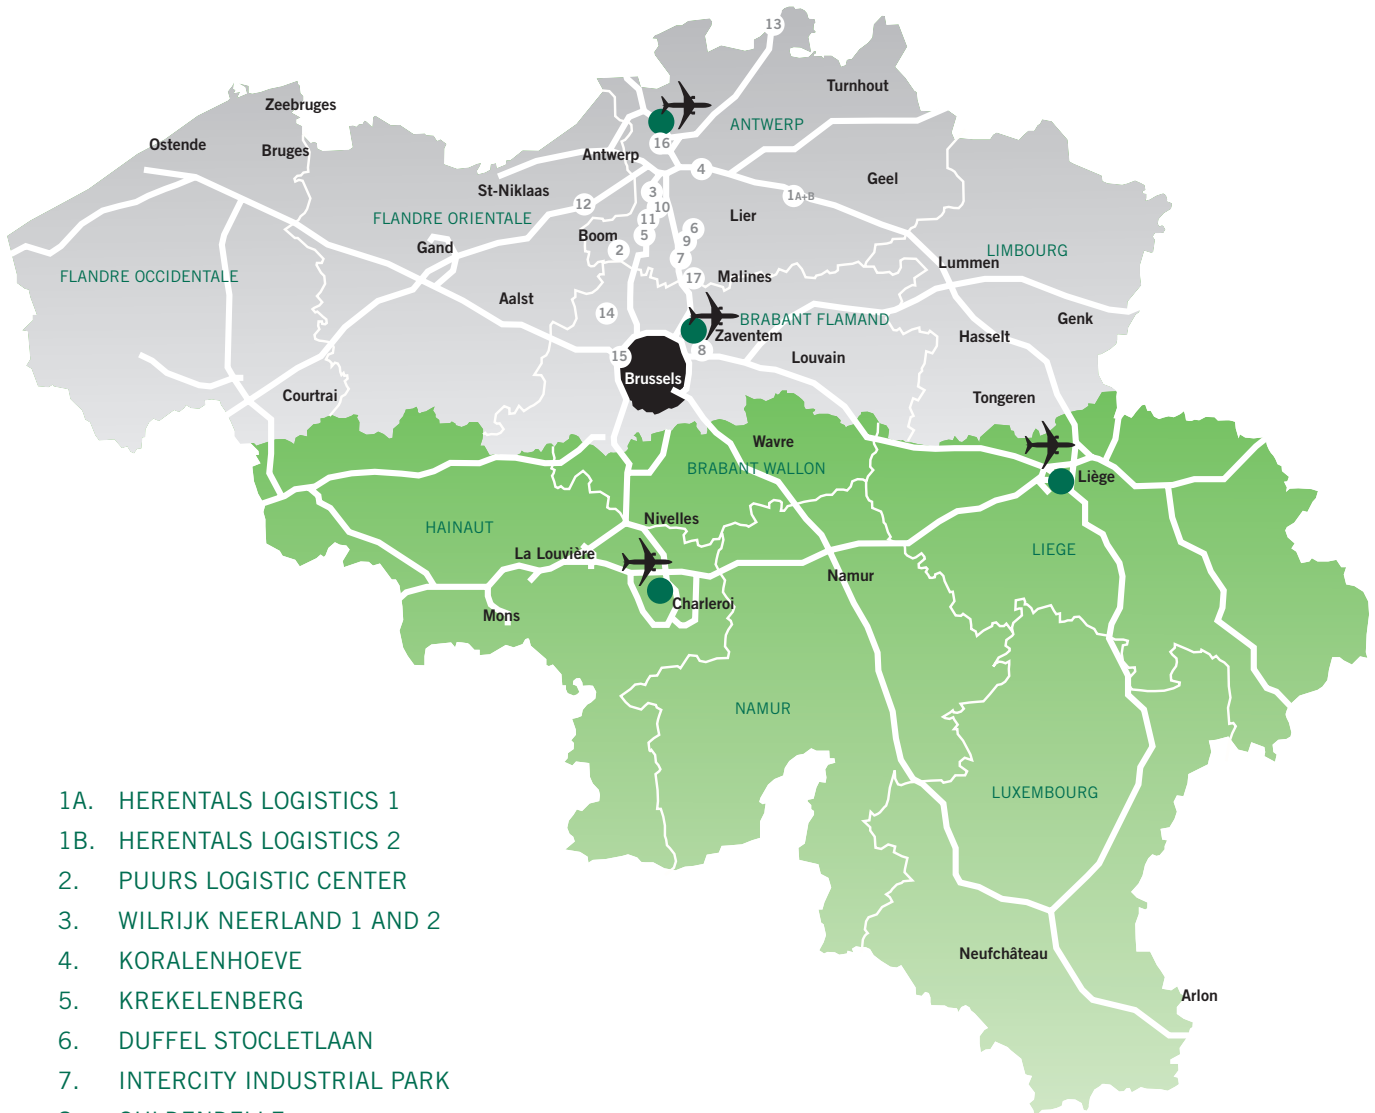 13
Turnhout
Zeebruges
ANTWERP
Ostende
Bruges
16
Antwerp
4
Geel
St-Niklaas
3
1A+B
12
10
Lier
FLANDRE ORIENTALE
11
6
Boom
5
9
Gand
2
7
LIMBOURG
Lummen
FLANDRE OCCIDENTALE
17
Malines
Aalst
14
BRABANT FLAMAND
Genk
Zaventem
Hasselt
15
8
Louvain
Brussels
Courtrai
Tongeren
Wavre
BRABANT WALLON
Liège
HAINAUT
Nivelles
La Louvière
LIEGE
Namur
Charleroi
Mons
NAMUR
LUXEMBOURG
Neufchâteau
Arlon
1A. HERENTALS LOGISTICS 1
1B. HERENTALS LOGISTICS 2
2. PUURS LOGISTIC CENTER
3. WILRIJK NEERLAND 1 AND 2
4. KORALENHOEVE
5. KREKELENBERG
6. DUFFEL STOCLETLAAN
7. INTERCITY INDUSTRIAL PARK